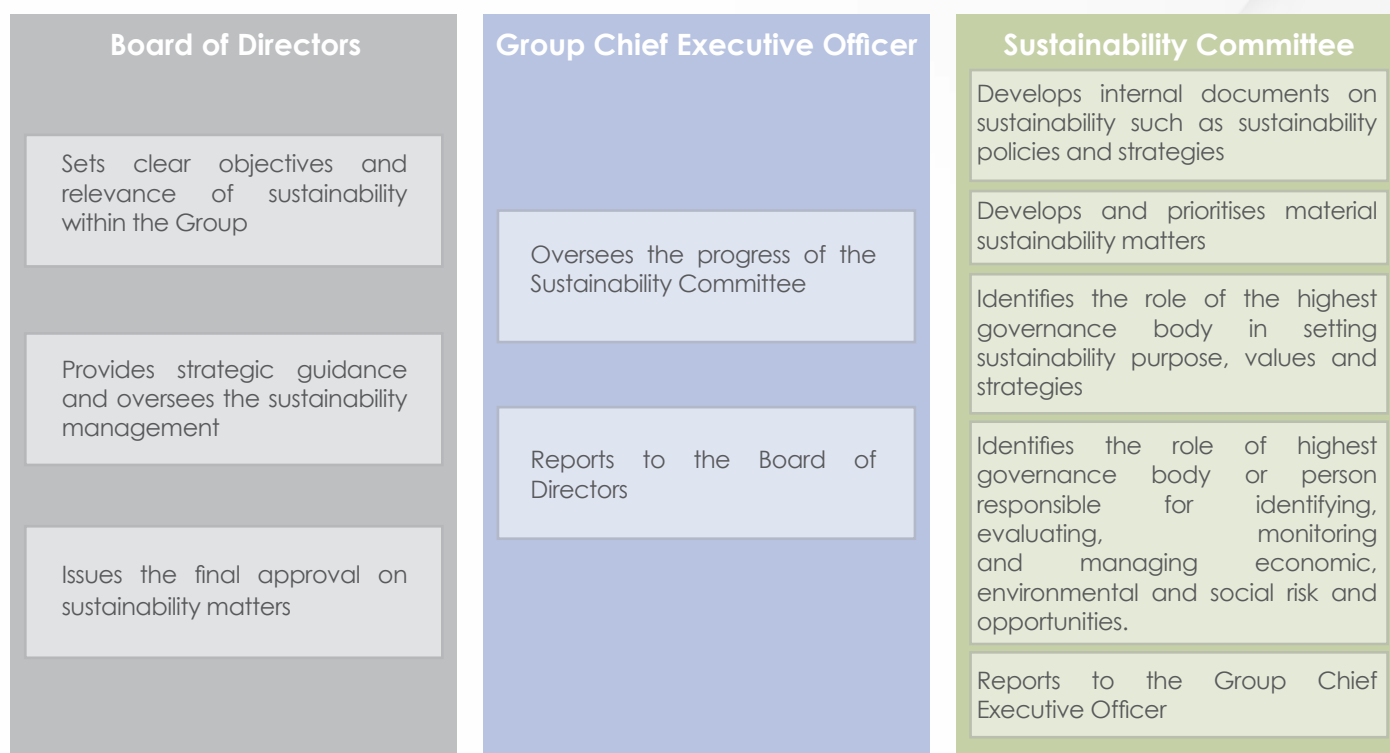 Board of Directors
Sets clear objectives and
relevance of sustainability
within the Group
Provides strategic guidance
and oversees the sustainability
management
Issues the final approval on
sustainability matters
Group Chief Executive Officer
Oversees the progress of the
Sustainability Committee
Reports to the Board of
Directors
Sustainability Committee
Develops internal documents on
sustainability such as sustainability
policies and strategies
Develops and prioritises material
sustainability matters
Identifies the role of the highest
governance body in setting
sustainability purpose, values and
strategies
Identifies the role of highest
governance body or person
responsible for identifying,
evaluating, monitoring
and managing economic,
environmental and social risk and
opportunities.
Reports to the Group Chief
Executive Officer